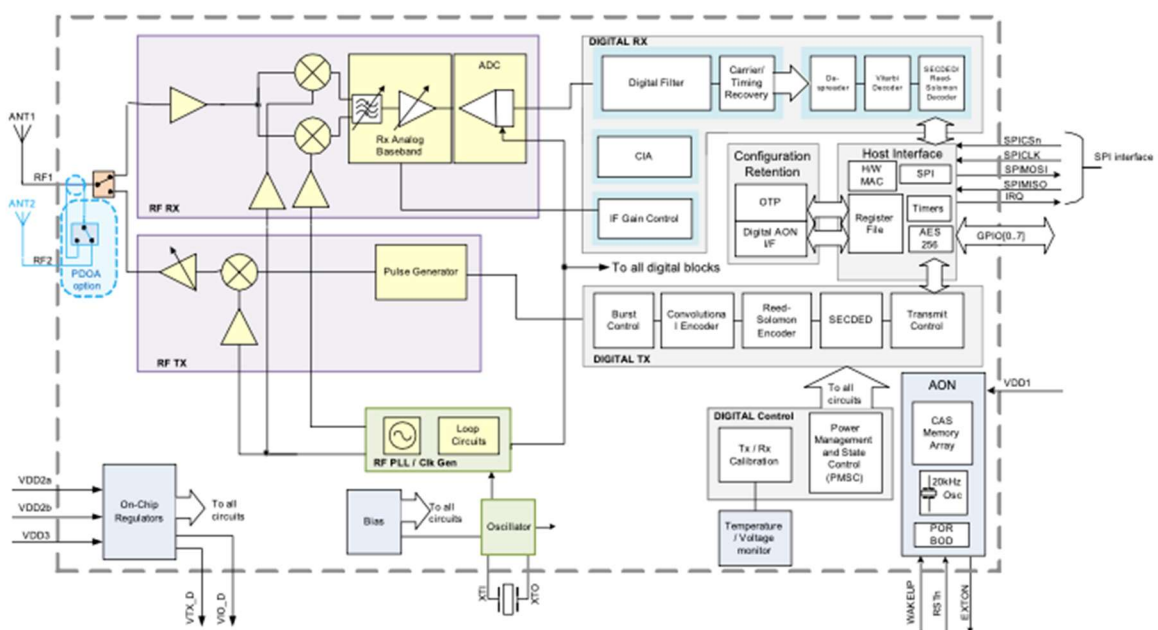 DIGITAL RX
ADC
Digital Filter
Carrier/
Timing
Recovery
De-
spreader
Viterbi
Decoder
SECDED/
Reed-
Solomon
Decoder
ANT1
Rx Analog
Baseband
CIA
Configuration
Retention
Host Interface
H/W
MAC
SPI
SPICSn
SPICLK
SPIMOSI
SPIMISO
IRQ
SPI interface
RF1
ANT2
RF RX
IF Gain Control
OTP
Digital AON
I/F
Register
File
Timers
AES
256
GPIO[0..7]
RF2
PDOA
option
Pulse Generator
To all digital blocks
Burst
Control
Convolutiona
l Encoder
Reed-
Solomon
Encoder
SECDED
Transmit
Control
RF TX
DIGITAL TX
To all
circuits
AON
VDD1
DIGITAL Control
Tx / Rx
Calibration
Power
Management
and State
Control
(PMSC)
CAS
Memory
Array
Loop
Circuits
RF PLL / Clk Gen
VDD2a
VDD2b
VDD3
On-Chip
Regulators
To all
circuits
Bias
To all
circuits
Oscillator
Temperature
/ Voltage
monitor
20kHz
Osc
POR
BOD
VTX_D
VIO_D
XTI
XTO
WAKEUP
RSTn
EXTON